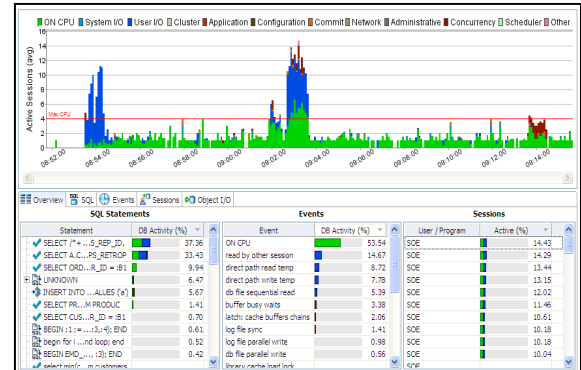 ON CPU System I/O User I/O Cluster Application Configuration Commit Network Administrative Concurrency Scheduler Other
Active Sessions (avg)
16
14
12
10
8
6
4
2
0
Max CPU
08:52:00 08:54:00 08:56:00 08:58:00 09:00:00 09:02:00 09:04:00 09:06:00 09:08:00 09:10:00 09:12:00 09:14:00
Overview SQL Events Sessions Object I/O
SQL Statements Events Sessions
Statement DB Activity (%) Event DB Activity (%) User / Program Active (%)
SELECT /*+ ...S_REP_ID, 37.36 ON CPU 53.54 SOE 14.43
SELECT A.C...PS_RETROP 33.43 read by other session 14.67 SOE 14.29
SELECT CUS...R_ID = :B1 9.94 direct path read temp 8.72 SOE 13.44
UNKNOWN 6.47 direct path write temp 7.78 SOE 13.15
INSERT INTO ...ALUES ('a') 5.67 db file sequential read 5.39 SOE 12.02
SELECT PR...M PRODUC 1.41 buffer busy waits 3.38 SOE 11.46
SELECT ORD...R_ID = :B1 0.70 latch: cache buffers chains 2.06 SOE 10.61
BEGIN :1 := ...:3,:4); END 0.61 log file sync 1.41 SOE 10.18
begin for i ...nd loop; end 0.52 log file parallel write 0.98 SOE 10.18
BEGIN EMD_..., :3); END 0.42 db file parallel write 0.56 SOE 10.04
select min(c...m customers library cache load lock SOE